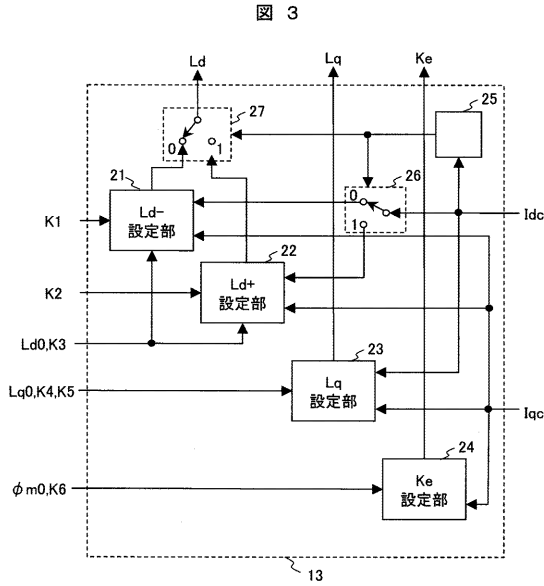 図 3
Ld
Lq
Ke
27
25
0
1
21
26
Ld−
設定部
0
1
K1
Idc
22
Ld+
設定部
K2
Ld0,K3
23
Lq
設定部
Lq0,K4,K5
Iqc
24
Ke
設定部
φm0,K6
13